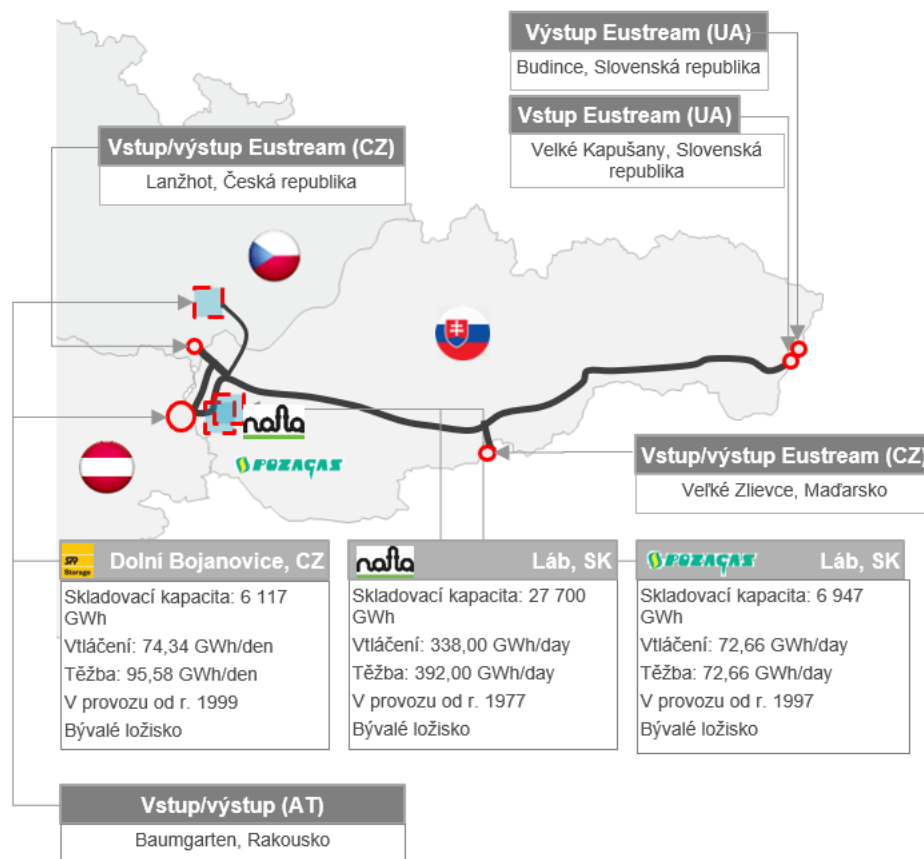 Výstup Eustream (UA)
Budince, Slovenská republika
Vstup Eustream (UA)
Velké Kapušany, Slovenská
republika
Vstup/výstup Eustream (CZ)
Lanžhot, Česká republika
nafta
POZAGAS
Vstup/výstup Eustream (CZ)
Veľké Zlievce, Maďarsko
SPP
Storage
Dolní Bojanovice, CZ
Skladovací kapacita: 6 117
GWh
Vtláčení: 74,34 GWh/den
Těžba: 95,58 GWh/den
V provozu od r. 1999
Bývalé ložisko
nafta
Láb, SK
Skladovací kapacita: 27 700
GWh
Vtláčení: 338,00 GWh/day
Těžba: 392,00 GWh/day
V provozu od r. 1977
Bývalé ložisko
POZAGAS
Láb, SK
Skladovací kapacita: 6 947
GWh
Vtláčení: 72,66 GWh/day
Těžba: 72,66 GWh/day
V provozu od r. 1997
Bývalé ložisko
Vstup/výstup (AT)
Baumgarten, Rakousko